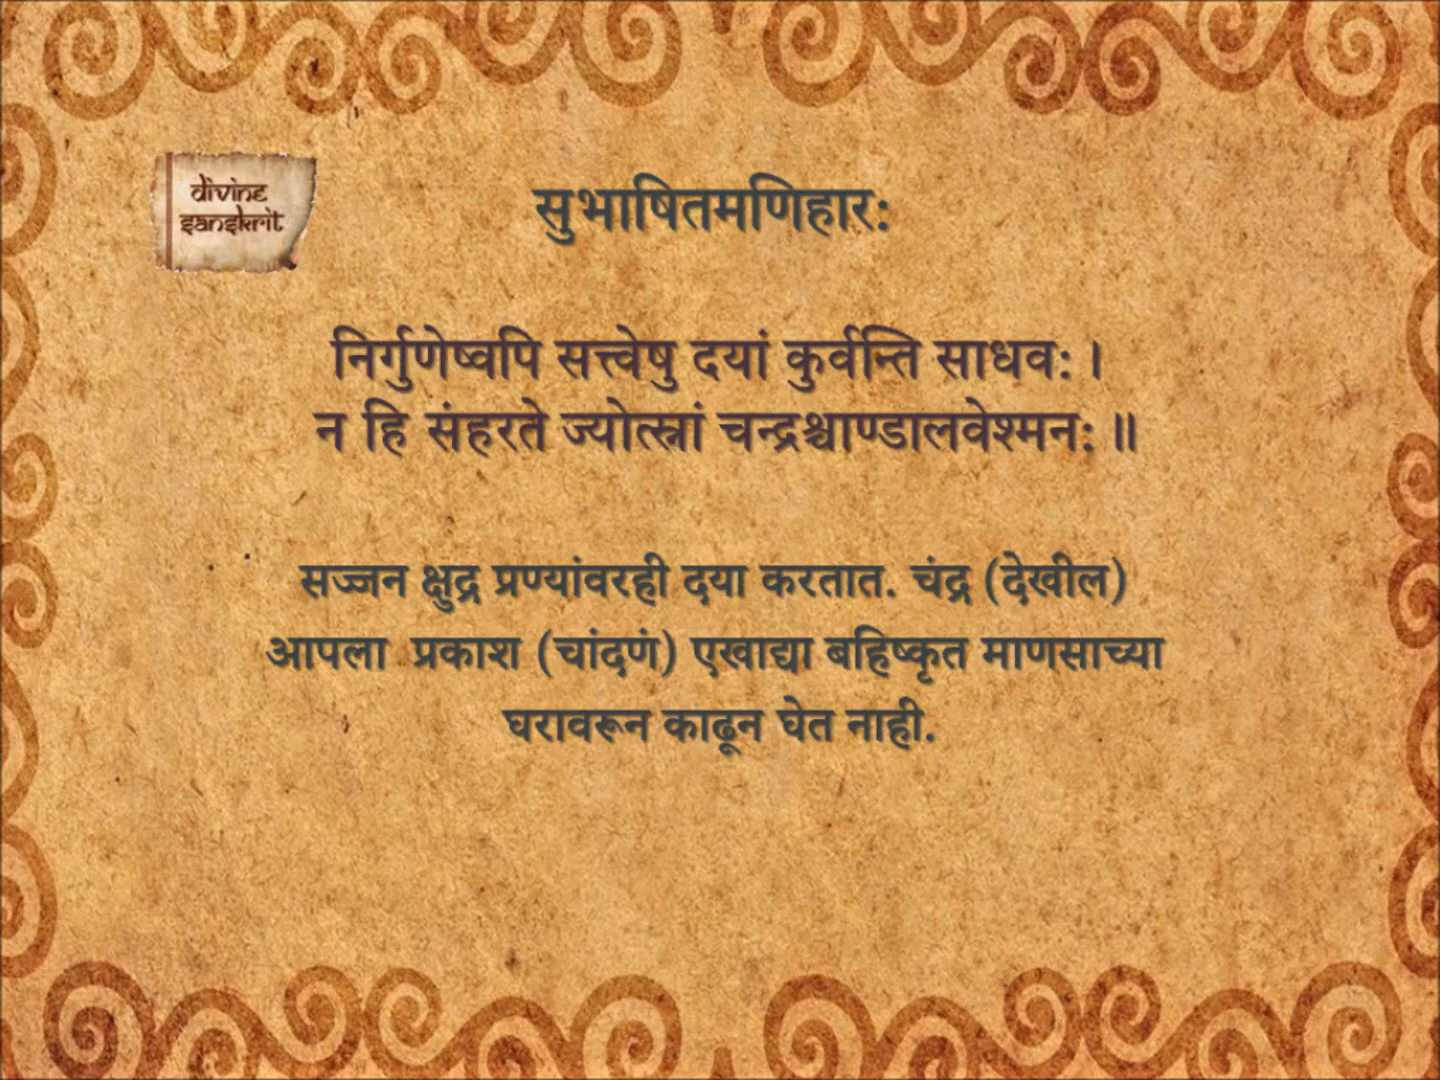 divine
sanskrit
सुभाषितमणिहारः
निर्गुणेष्वपि सत्त्वेषु दयां कुर्वन्ति साधवः ।
न हि संहरते ज्योत्स्नां चन्द्रश्चाण्डालवेश्मनः ॥
सज्जन क्षुद्र प्रण्यांवरही दया करतात. चंद्र (देखील)
आपला प्रकाश (चांदणं) एखाद्या बहिष्कृत माणसाच्या
घरावरून काढून घेत नाही.